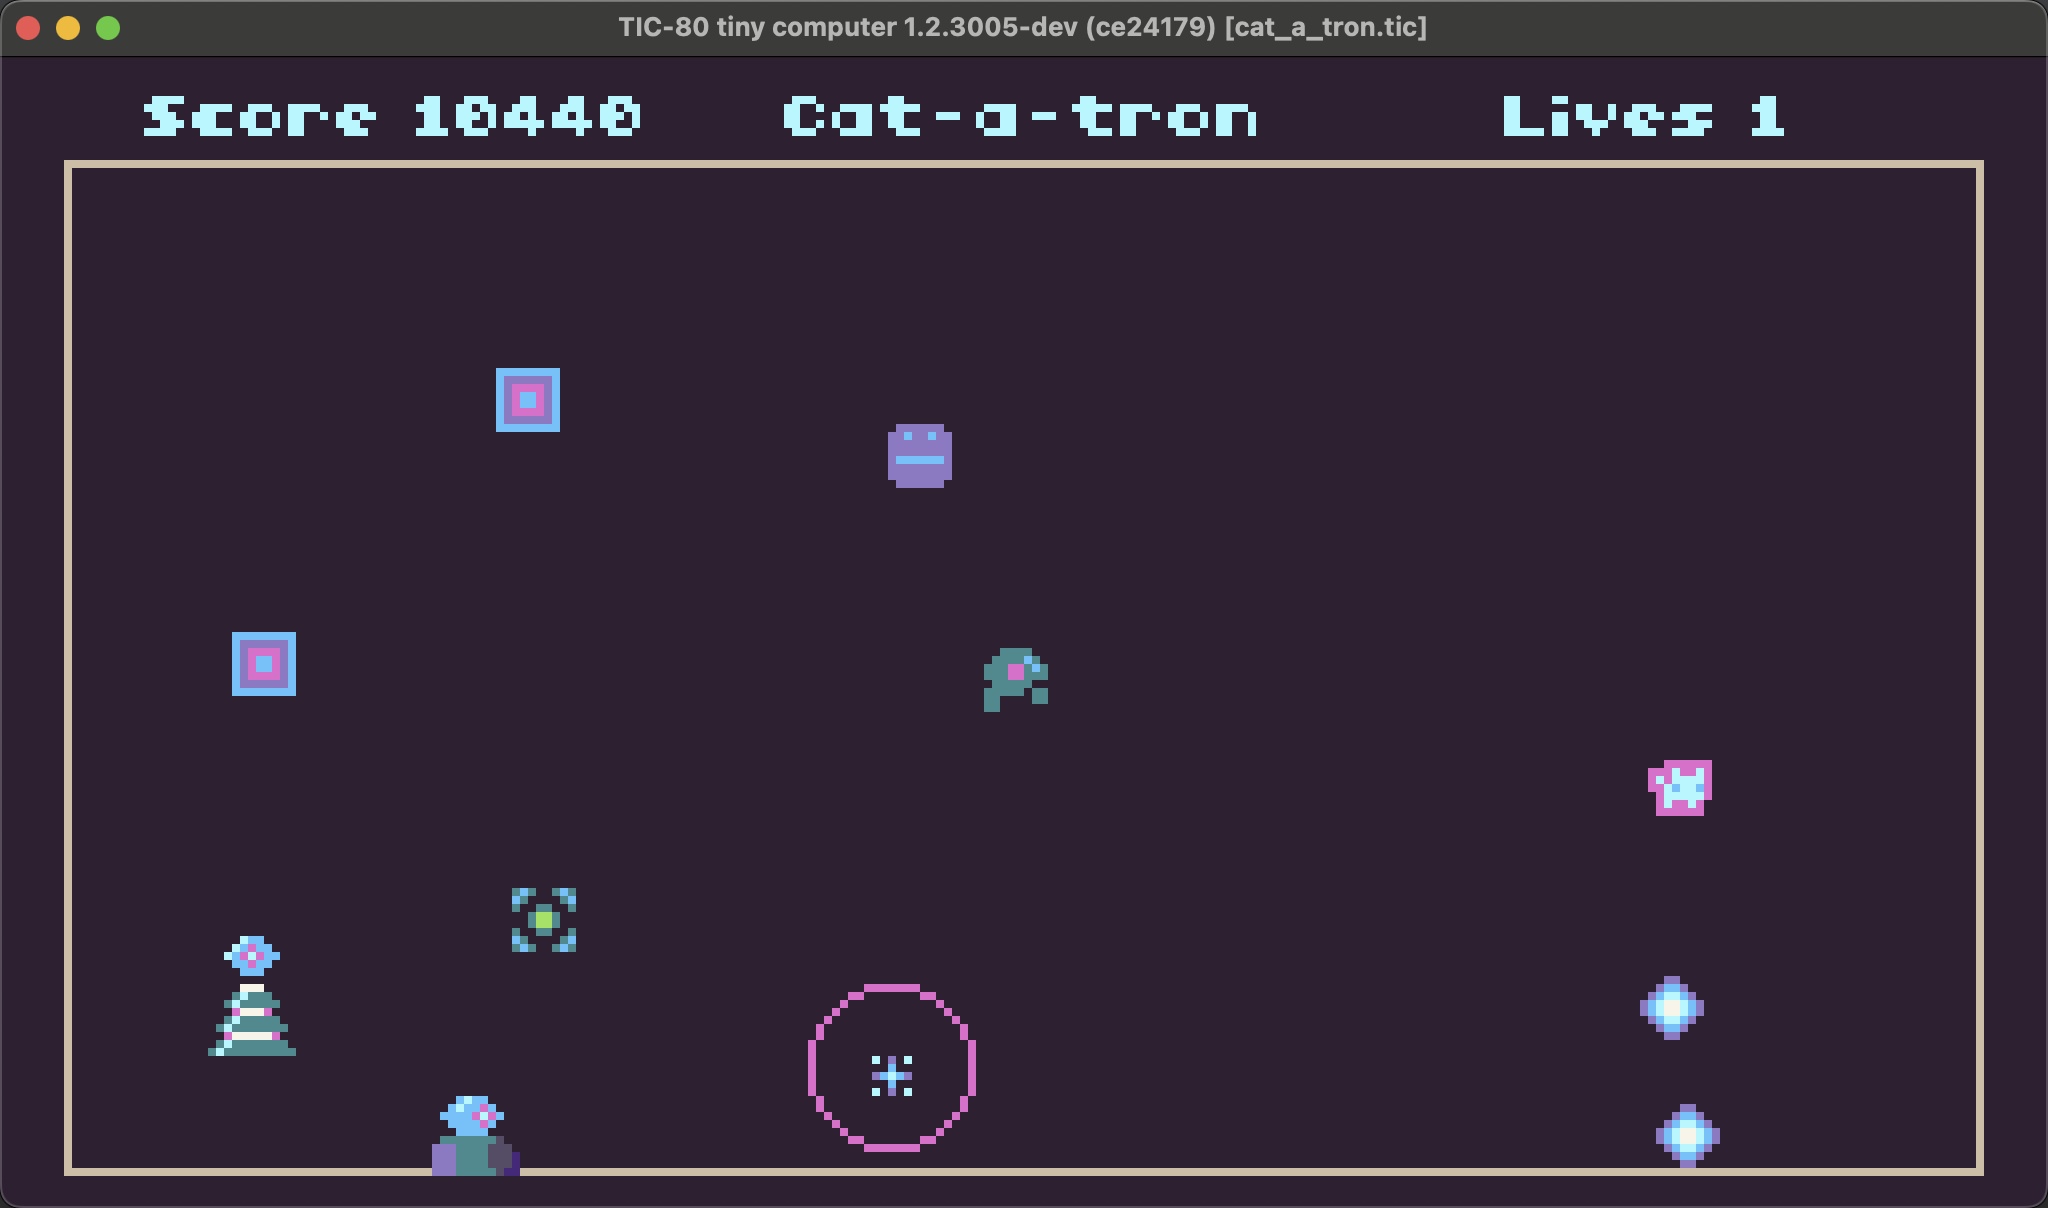 TIC-80 tiny computer 1.2.3005-dev (ce24179) [cat_a_tron.tic]
Score 10440 Cat-a-tron Lives 1